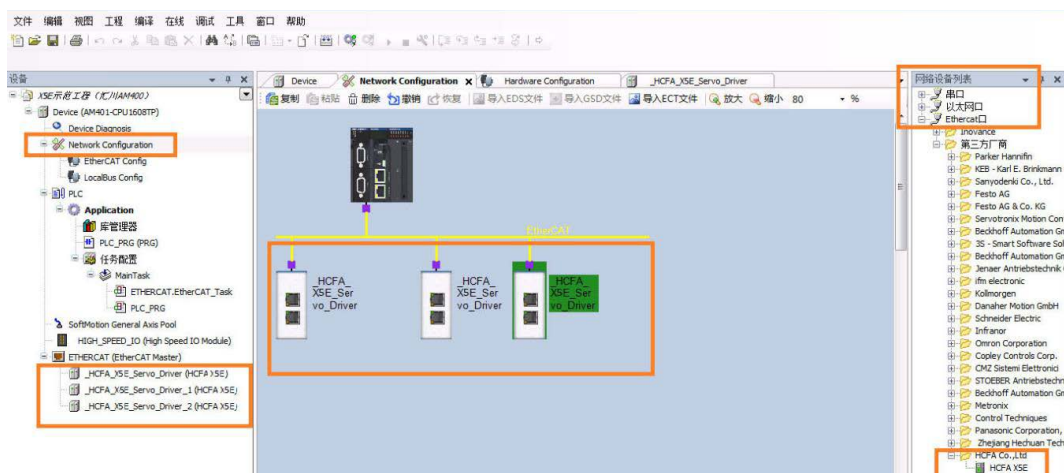 文件 编辑 视图 工程 编译 在线 调试 工具 窗口 帮助
设备
X5E示范工程 (汇川AM400)
Device (AM401-CPU1608TP)
Device Diagnosis
Network Configuration
EtherCAT Config
LocalBus Config
PLC
Application
库管理器
PLC_PRG (PRG)
任务配置
MainTask
ETHERCAT.EtherCAT_Task
PLC_PRG
SoftMotion General Axis Pool
HIGH_SPEED_IO (High Speed IO Module)
ETHERCAT (EtherCAT Master)
_HCFA_X5E_Servo_Driver (HCFA X5E)
_HCFA_X5E_Servo_Driver_1 (HCFA X5E)
_HCFA_X5E_Servo_Driver_2 (HCFA X5E)
Device Network Configuration Hardware Configuration _HCFA_X5E_Servo_Driver
复制 粘贴 删除 撤销 恢复 导入EDS文件 导入GSD文件 导入ECT文件 放大 缩小 80 %
EtherCAT
_HCFA_
X5E_Ser
vo_Driver
_HCFA_
X5E_Ser
vo_Driver
_HCFA_
X5E_Ser
vo_Driver
网络设备列表
串口
以太网口
Ethercat口
Inovance
第三方厂商
Parker Hannifin
KEB - Karl E. Brinkmann
Sanyodenki Co., Ltd.
Festo AG
Festo AG & Co. KG
Servotronix Motion Con
Beckhoff Automation Gm
3S - Smart Software Sol
Beckhoff Automation Gm
Jenaer Antriebstechnik
ifm electronic
Kollmorgen
Danaher Motion GmbH
Schneider Electric
Infranor
Omron Corporation
Copley Controls Corp.
CMZ Sistemi Elettronici
STOEBER Antriebstechn
Beckhoff Automation Gm
Metronix
Control Techniques
Panasonic Corporation,
Zhejiang Hechuan Tech
HCFA Co.,Ltd
HCFA X5E